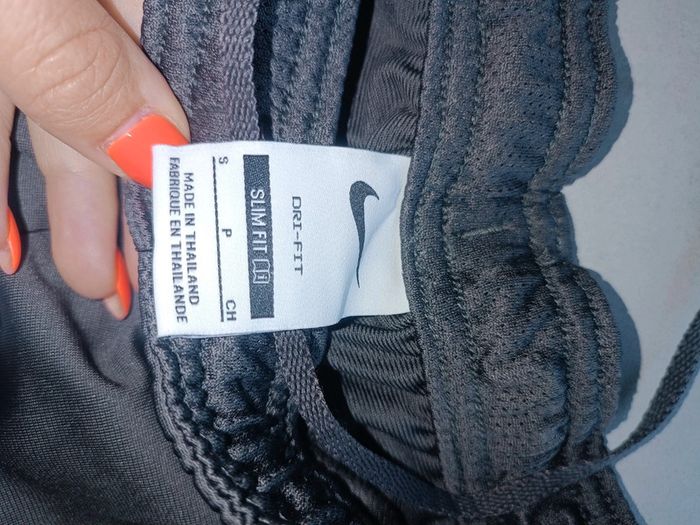 DRI-FIT
SLIM FIT
S P CH
MADE IN THAILAND
FABRIQUE EN THAILANDE